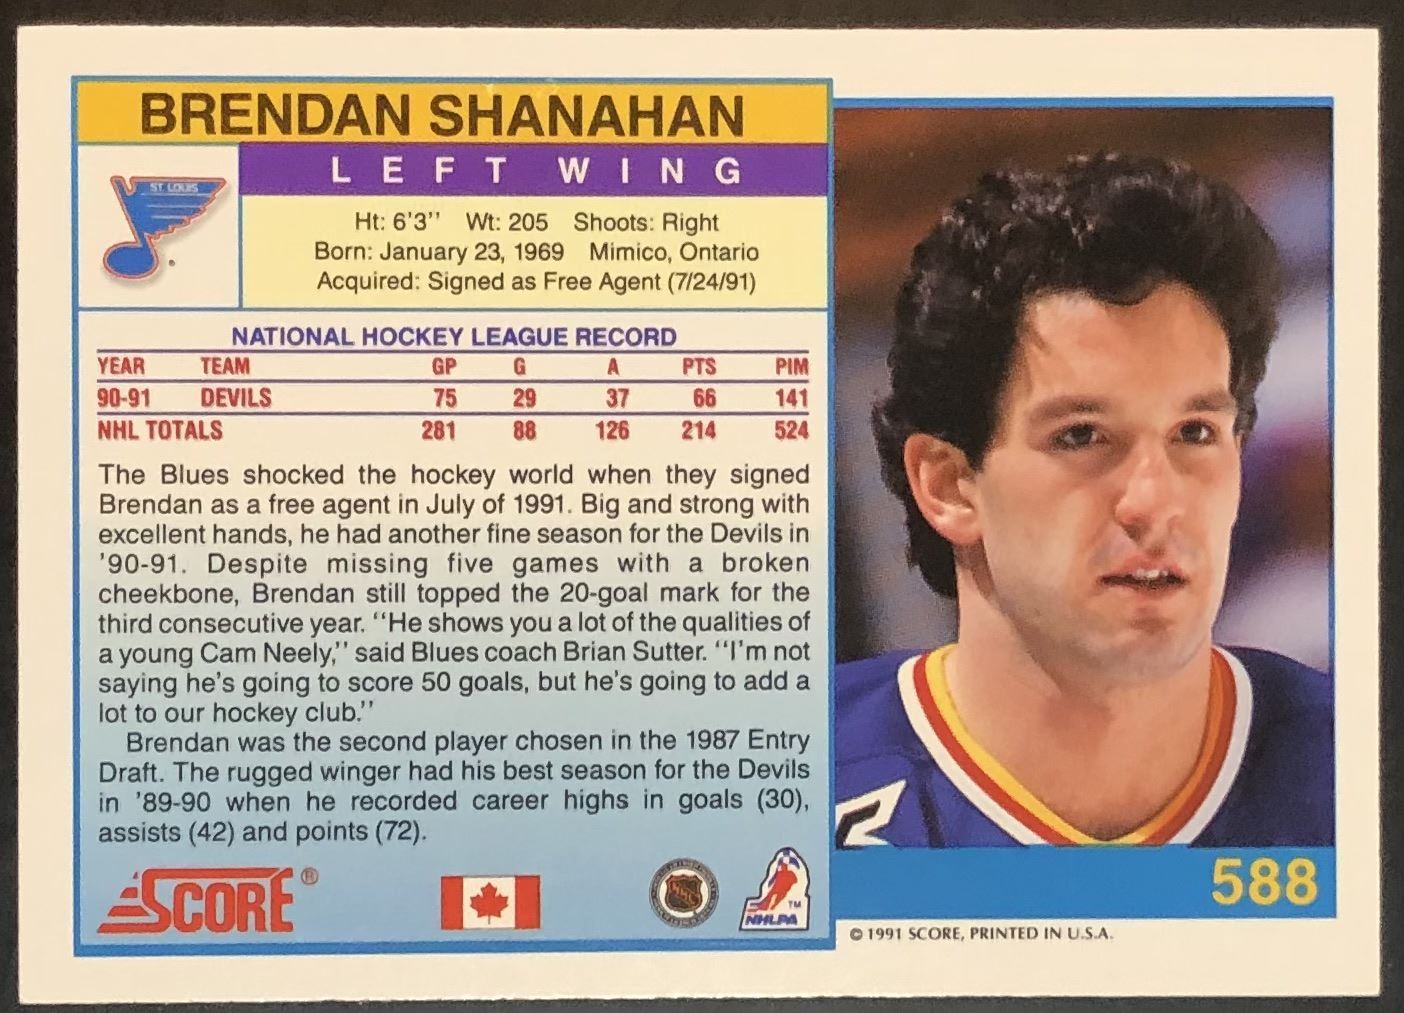 BRENDAN SHANAHAN
LEFT WING
ST. LOUIS
®
Ht: 6'3'' Wt: 205 Shoots: Right
Born: January 23, 1969 Mimico, Ontario
Acquired: Signed as Free Agent (7/24/91)
NATIONAL HOCKEY LEAGUE RECORD
YEAR TEAM GP G A PTS PIM
90-91 DEVILS 75 29 37 66 141
NHL TOTALS 281 88 126 214 524
The Blues shocked the hockey world when they signed
Brendan as a free agent in July of 1991. Big and strong with
excellent hands, he had another fine season for the Devils in
'90-91. Despite missing five games with a broken
cheekbone, Brendan still topped the 20-goal mark for the
third consecutive year. ''He shows you a lot of the qualities of
a young Cam Neely,'' said Blues coach Brian Sutter. ''I'm not
saying he's going to score 50 goals, but he's going to add a
lot to our hockey club.''
Brendan was the second player chosen in the 1987 Entry
Draft. The rugged winger had his best season for the Devils
in '89-90 when he recorded career highs in goals (30),
assists (42) and points (72).
SCORE®
NHL
NHLPA ™
588
© 1991 SCORE, PRINTED IN U.S.A.